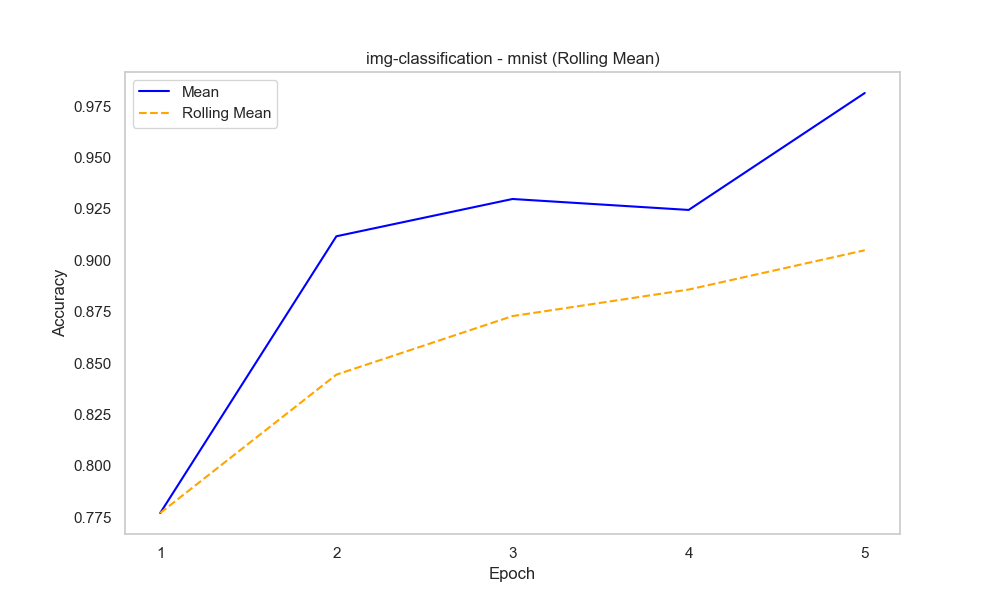 img-classification - mnist (Rolling Mean)
Mean
Rolling Mean
Accuracy
0.975
0.950
0.925
0.900
0.875
0.850
0.825
0.800
0.775
1 2 3 4 5
Epoch